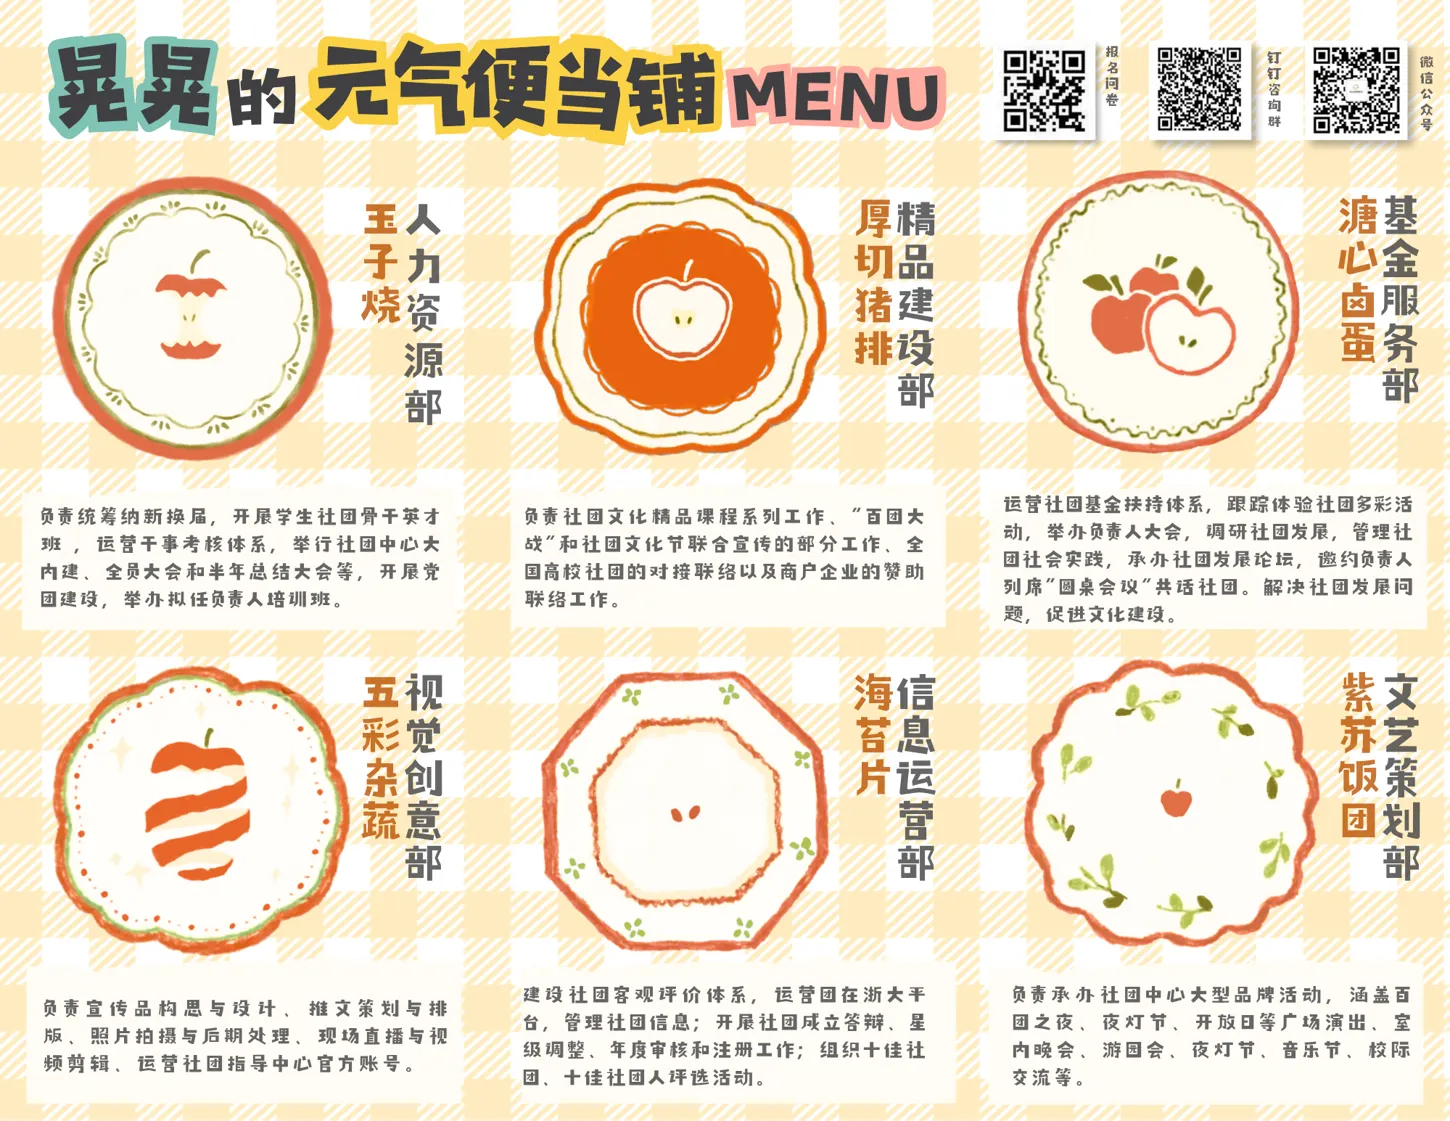 晃晃的元气便当铺MENU
报名问卷
钉钉咨询群
微信公众号
人力资源部
玉子烧
精品建设部
厚切猪排
基金服务部
溏心卤蛋
负责统筹纳新换届，开展学生社团骨干英才
班，运营干事考核体系，举行社团中心大
内建、全员大会和半年总结大会等，开展党
团建设，举办拟任负责人培训班。
负责社团文化精品课程系列工作、“百团大
战”和社团文化节联合宣传的部分工作、全
国高校社团的对接联络以及商户企业的赞助
联络工作。
运营社团基金扶持体系，跟踪体验社团多彩活
动，举办负责人大会，调研社团发展，管理社
团社会实践，承办社团发展论坛，邀约负责人
列席“圆桌会议”共话社团。解决社团发展问
题，促进文化建设。
视觉创意部
五彩杂蔬
信息运营部
海苔片
文艺策划部
紫苏饭团
负责宣传品构思与设计、推文策划与排
版、照片拍摄与后期处理、现场直播与视
频剪辑、运营社团指导中心官方账号。
建设社团客观评价体系，运营团在浙大平
台，管理社团信息；开展社团成立答辩、星
级调整、年度审核和注册工作；组织十佳社
团、十佳社团人评选活动。
负责承办社团中心大型品牌活动，涵盖百
团之夜、夜灯节、开放日等广场演出、室
内晚会、游园会、夜灯节、音乐节、校际
交流等。